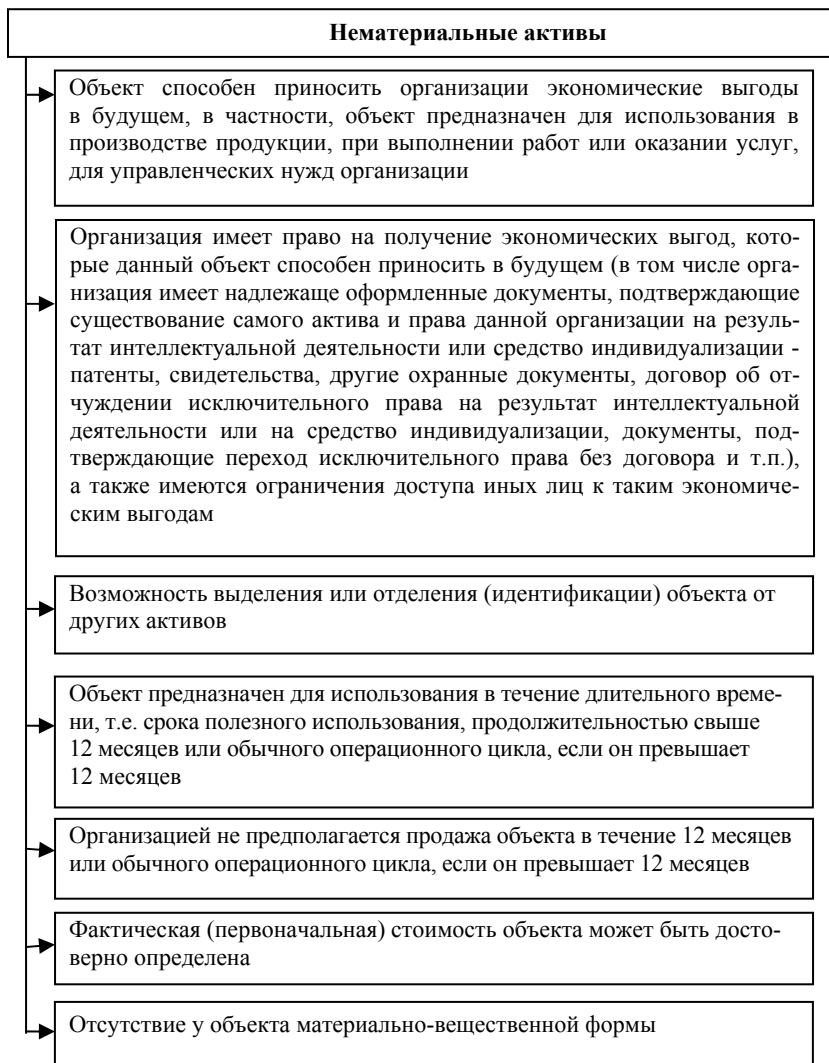 Нематериальные активы
Объект способен приносить организации экономические выгоды
в будущем, в частности, объект предназначен для использования в
производстве продукции, при выполнении работ или оказании услуг,
для управленческих нужд организации
Организация имеет право на получение экономических выгод, кото-
рые данный объект способен приносить в будущем (в том числе орга-
низация имеет надлежаще оформленные документы, подтверждающие
существование самого актива и права данной организации на резуль-
тат интеллектуальной деятельности или средство индивидуализации -
патенты, свидетельства, другие охранные документы, договор об от-
чуждении исключительного права на результат интеллектуальной
деятельности или на средство индивидуализации, документы, под-
тверждающие переход исключительного права без договора и т.п.),
а также имеются ограничения доступа иных лиц к таким экономиче-
ским выгодам
Возможность выделения или отделения (идентификации) объекта от
других активов
Объект предназначен для использования в течение длительного време-
ни, т.е. срока полезного использования, продолжительностью свыше
12 месяцев или обычного операционного цикла, если он превышает
12 месяцев
Организацией не предполагается продажа объекта в течение 12 месяцев
или обычного операционного цикла, если он превышает 12 месяцев
Фактическая (первоначальная) стоимость объекта может быть досто-
верно определена
Отсутствие у объекта материально-вещественной формы